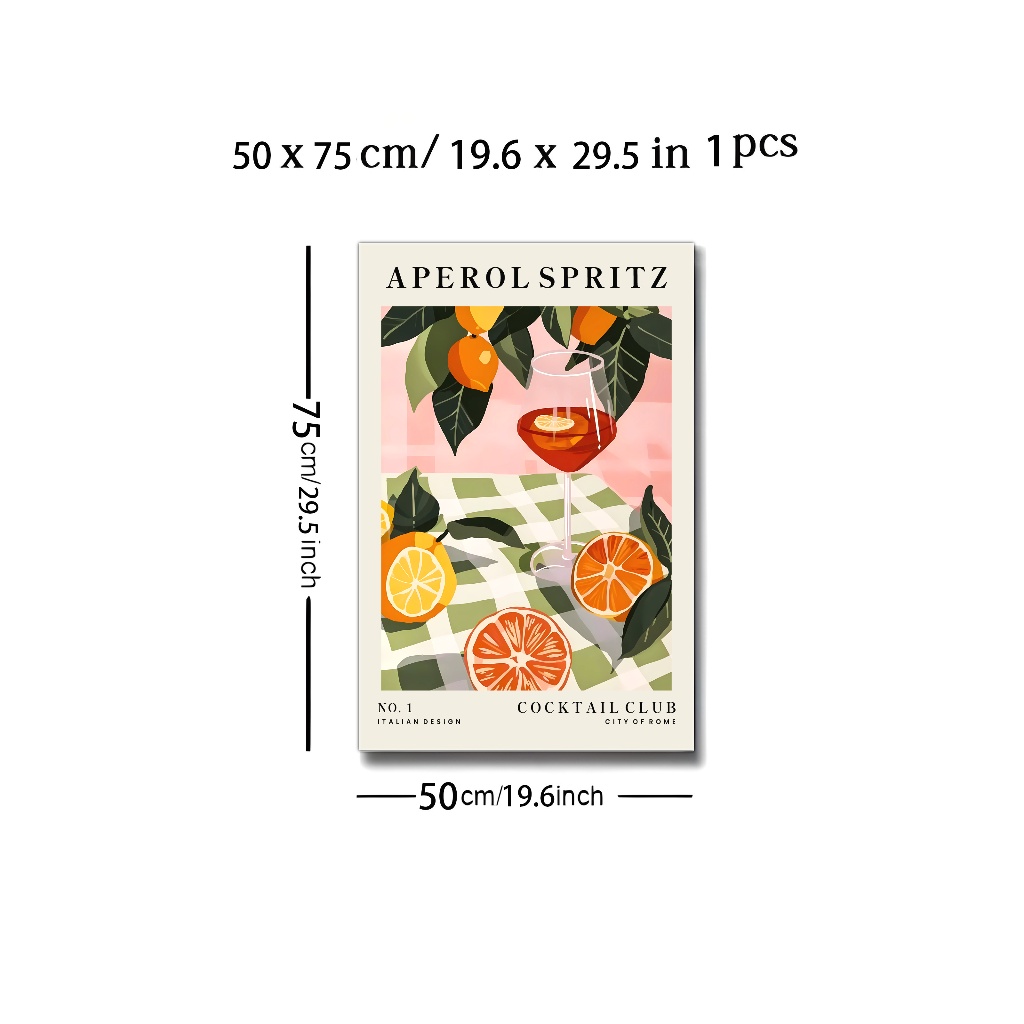 50 x 75 cm/ 19.6 x 29.5 in 1 pcs
APEROL SPRITZ
75cm/29.5inch
NO. 1
ITALIAN DESIGN
COCKTAIL CLUB
CITY OF ROME
50cm/19.6inch